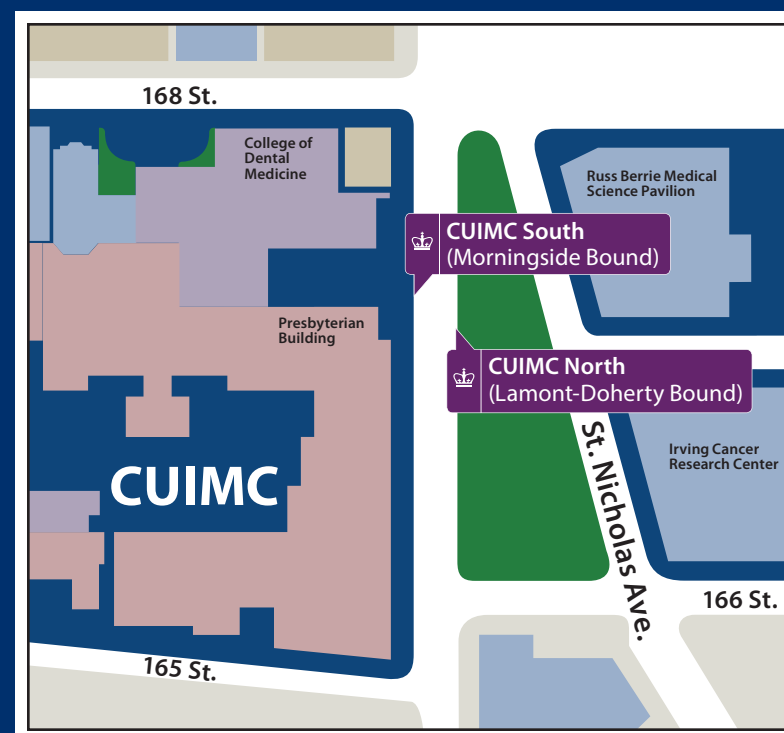 168 St.
College of
Dental
Medicine
Russ Berrie Medical
Science Pavilion
CUIMC South
(Morningside Bound)
Presbyterian
Building
CUIMC North
(Lamont-Doherty Bound)
CUIMC
St. Nicholas Ave.
Irving Cancer
Research Center
166 St.
165 St.